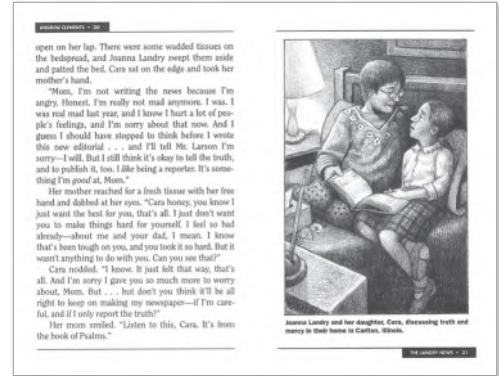 ANDREW CLEMENTS • 20
open on her lap. There were some wadded tissues on
the bedspread, and Joanna Landry swept them aside
and patted the bed. Cara sat on the edge and took her
mother's hand.
"Mom, I'm not writing the news because I'm
angry. Honest, I'm really not mad anymore. I was. I
was real mad last year, and I know I hurt a lot of peo-
ple's feelings, and I'm sorry about that now. And I
guess I should have stopped to think before I wrote
this new editorial . . . and I'll tell Mr. Larson I'm
sorry—I will. But I still think it's okay to tell the truth,
and to publish it, too. I like being a reporter. It's some-
thing I'm good at, Mom."
Her mother reached for a fresh tissue with her free
hand and dabbed at her eyes. "Cara honey, you know I
just want the best for you, that's all. I just don't want
you to make things hard for yourself. I feel so bad
already—about me and your dad, I mean. I know
that's been tough on you, and you took it so hard. But it
wasn't anything to do with you. Can you see that?"
Cara nodded. "I know. It just felt that way, that's
all. And I'm sorry I gave you so much more to worry
about, Mom. But . . . but don't you think it'll be all
right to keep on making my newspaper—if I'm care-
ful, and if I only report the truth?"
Her mom smiled. "Listen to this, Cara. It's from
the book of Psalms."
Joanna Landry and her daughter, Cara, discussing truth and
mercy in their home in Carlton, Illinois.
THE LANDRY NEWS • 21